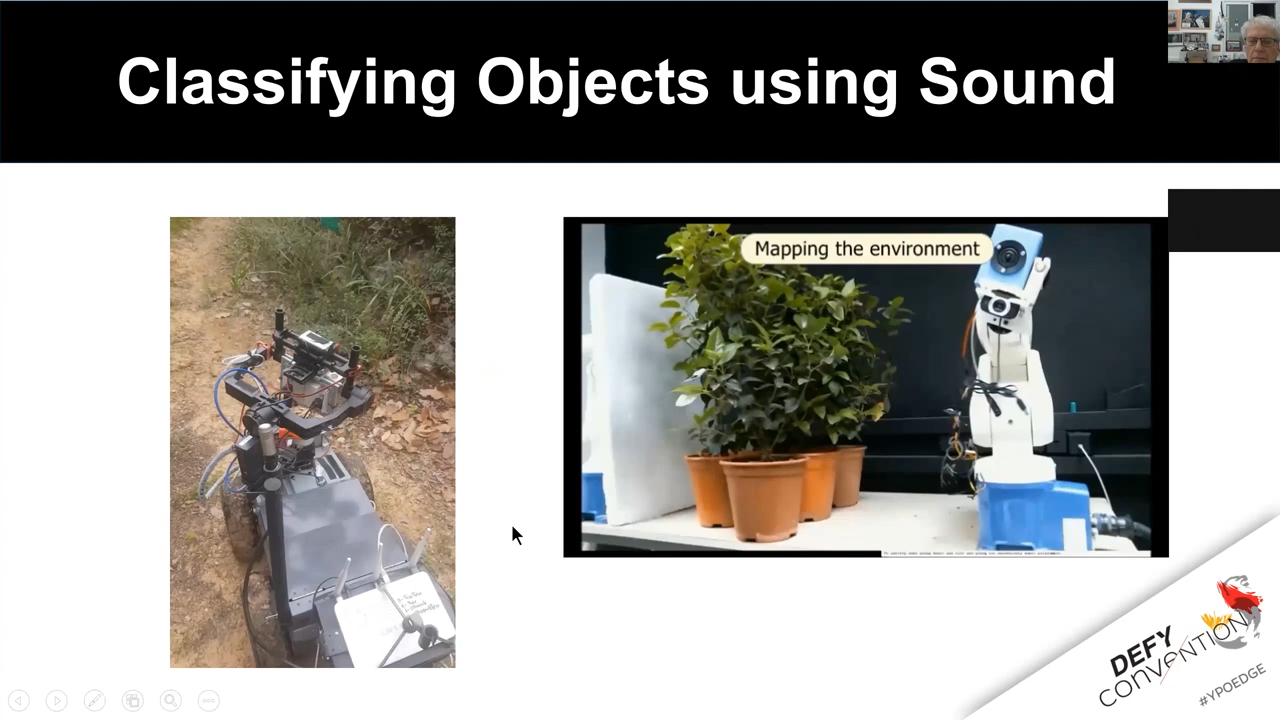 Classifying Objects using Sound
Mapping the environment
DEFY
CONVENTION
#YPOEDGE